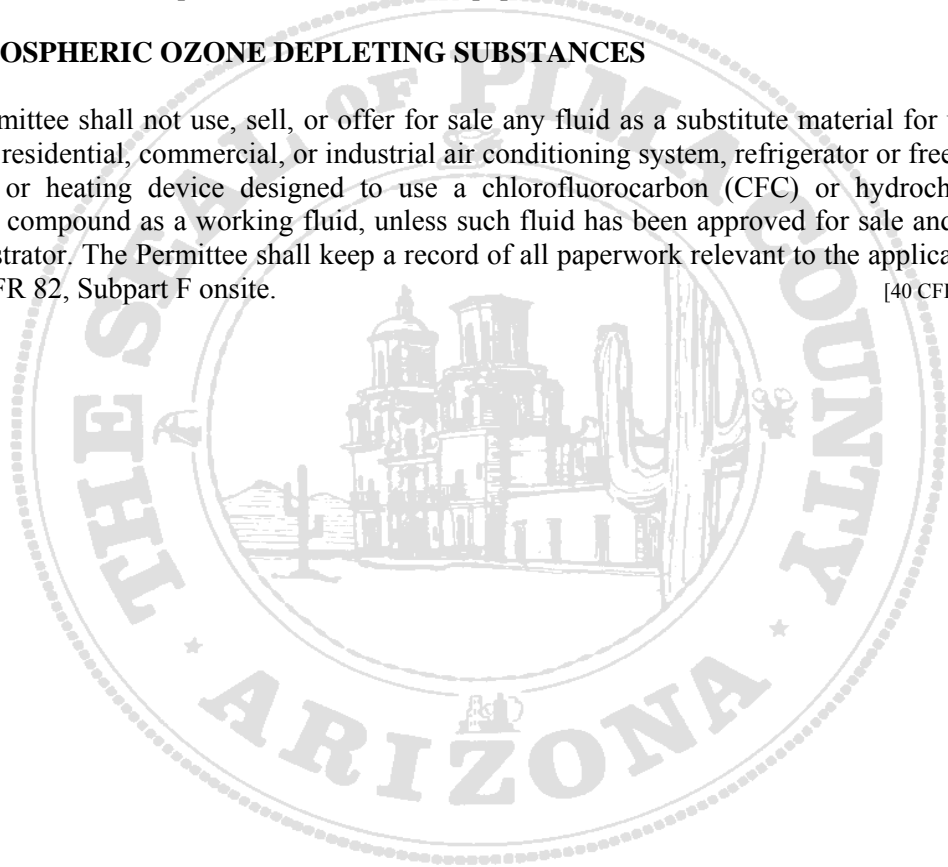 OSPHERIC OZONE DEPLETING SUBSTANCES
mittee shall not use, sell, or offer for sale any fluid as a substitute material for
residential, commercial, or industrial air conditioning system, refrigerator or free
or heating device designed to use a chlorofluorocarbon (CFC) or hydroch
compound as a working fluid, unless such fluid has been approved for sale and
strator. The Permittee shall keep a record of all paperwork relevant to the applica
FR 82, Subpart F onsite. [40 CF
THE SEAL OF PIMA COUNTY
ARIZONA